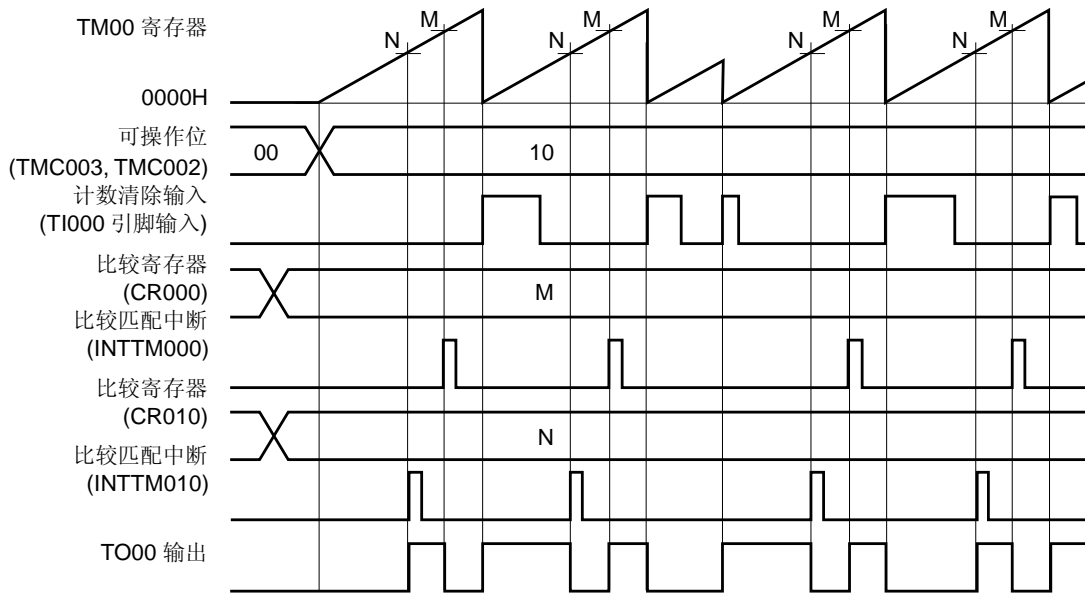 TM00 寄存器
M
M
M
M
N
N
N
N
0000H
可操作位
(TMC003, TMC002)
00
10
计数清除输入
(TI000 引脚输入)
比较寄存器
(CR000)
M
比较匹配中断
(INTTM000)
比较寄存器
(CR010)
N
比较匹配中断
(INTTM010)
TO00 输出